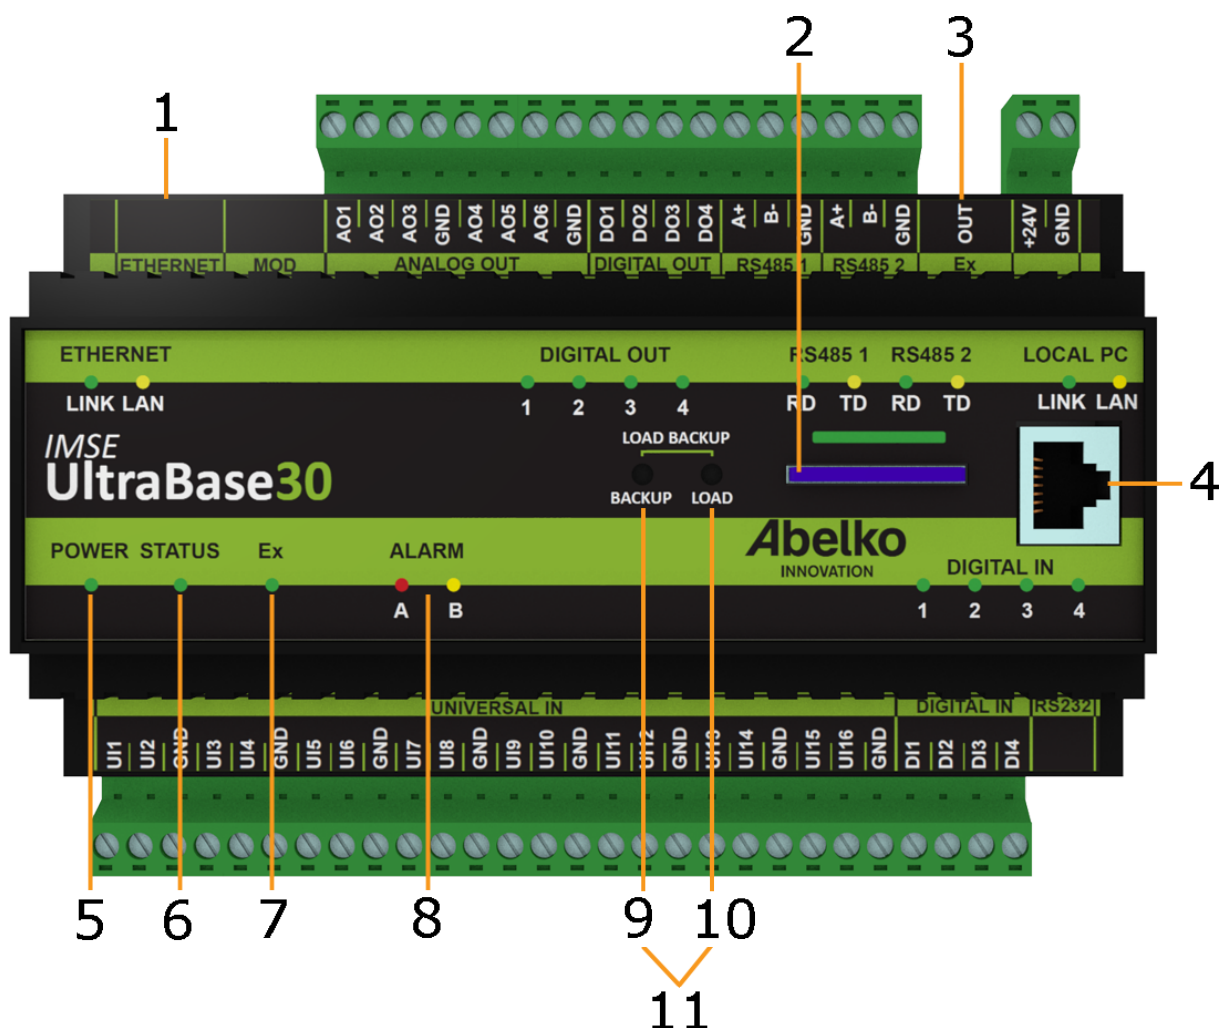 2 3
1
AO1 AO2 AO3 GND AO4 AO5 AO6 GND DO1 DO2 DO3 DO4 A+ B- GND A+ B- GND OUT +24V GND
ETHERNET MOD ANALOG OUT DIGITAL OUT RS485 1 RS485 2 Ex
ETHERNET DIGITAL OUT RS485 1 RS485 2 LOCAL PC
LINK LAN 1 2 3 4 RD TD RD TD LINK LAN
IMSE
UltraBase30
LOAD BACKUP
BACKUP LOAD
4
Abelko
INNOVATION
POWER STATUS Ex ALARM DIGITAL IN
A B 1 2 3 4
UNIVERSAL IN DIGITAL IN RS232
UI1 UI2 GND UI3 UI4 GND UI5 UI6 GND UI7 UI8 GND UI9 UI10 GND UI11 UI12 GND UI13 UI14 GND UI15 UI16 GND DI1 DI2 DI3 DI4
5 6 7 8 9 10
11